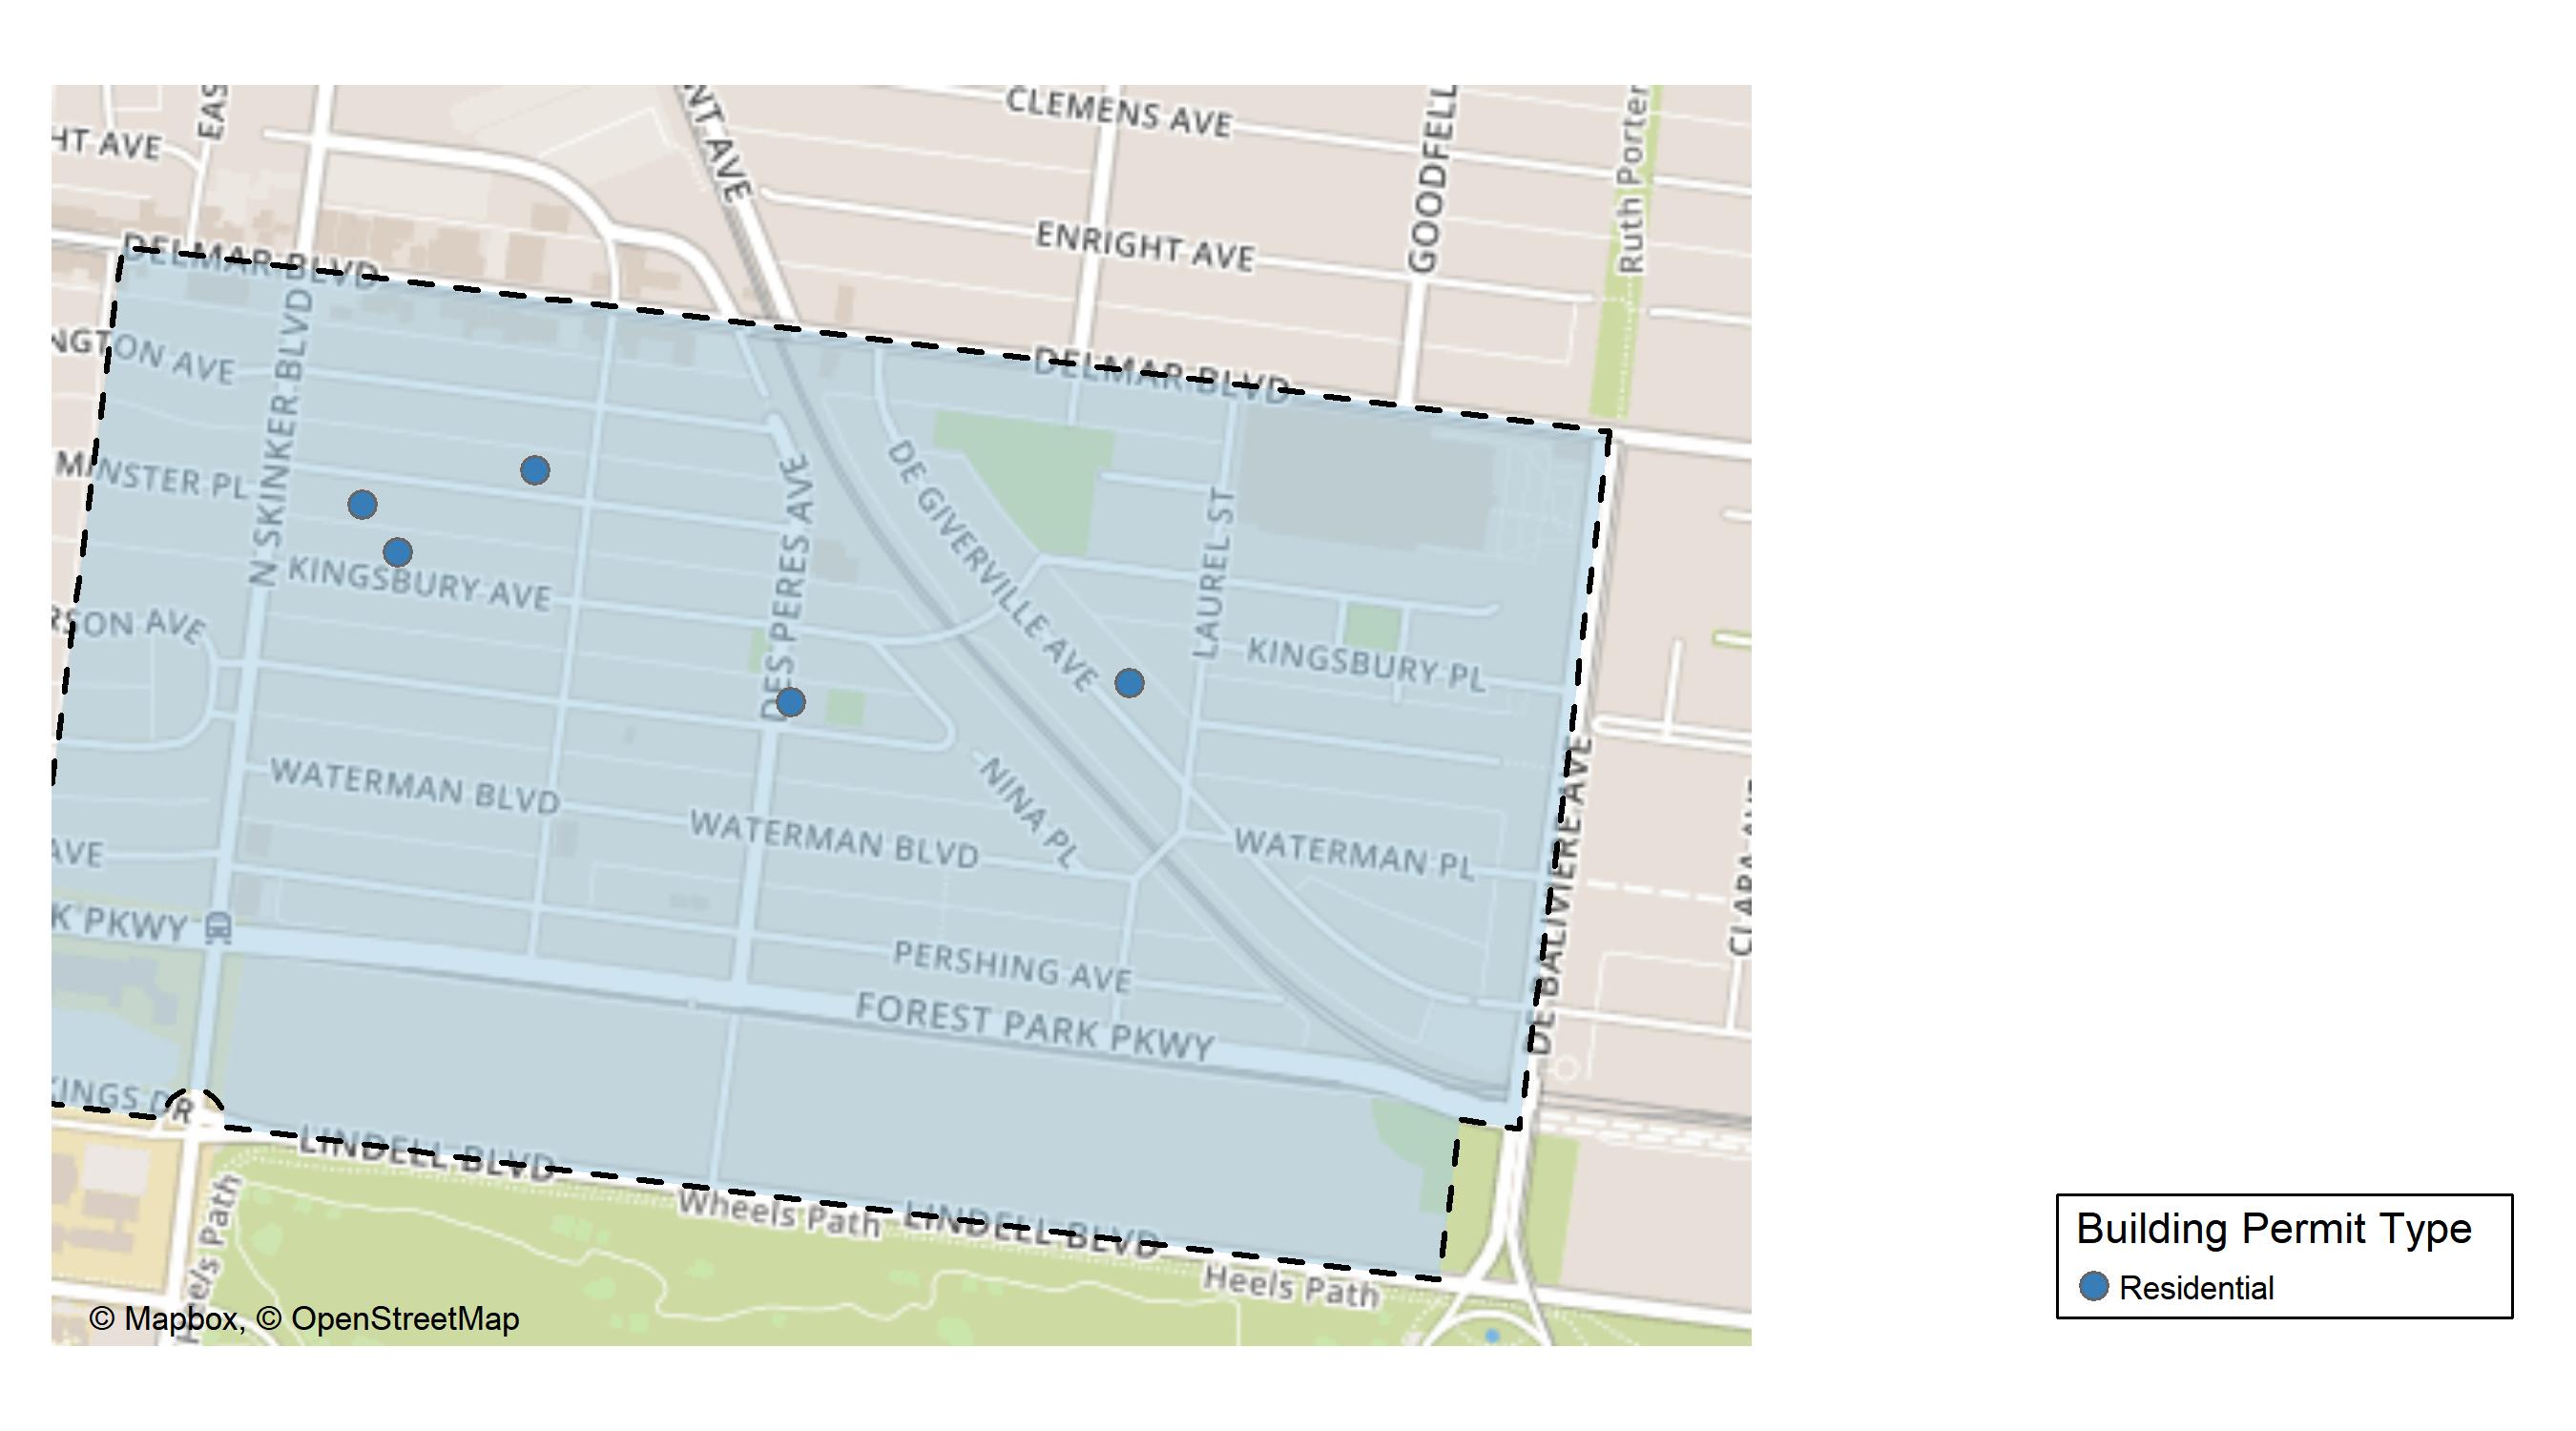 CLEMENS AVE
HT AVE
EAS
NT AVE
GOODFELL
Ruth Porter
ENRIGHT AVE
DELMAR BLVD
DELMAR BLVD
NGTON AVE
N SKINKER BLVD
MINSTER PL
DE GIVERVILLE AVE
DES PERES AVE
LAUREL ST
KINGSBURY AVE
RSON AVE
KINGSBURY PL
WATERMAN BLVD
WATERMAN BLVD
NINA PL
WATERMAN PL
DE BALIVIERE AVE
CLARA AVE
AVE
K PKWY
PERSHING AVE
FOREST PARK PKWY
KINGS DR
LINDELL BLVD
Wheels Path
LINDELL BLVD
Heels Path
Heels Path
© Mapbox, © OpenStreetMap
Building Permit Type
Residential